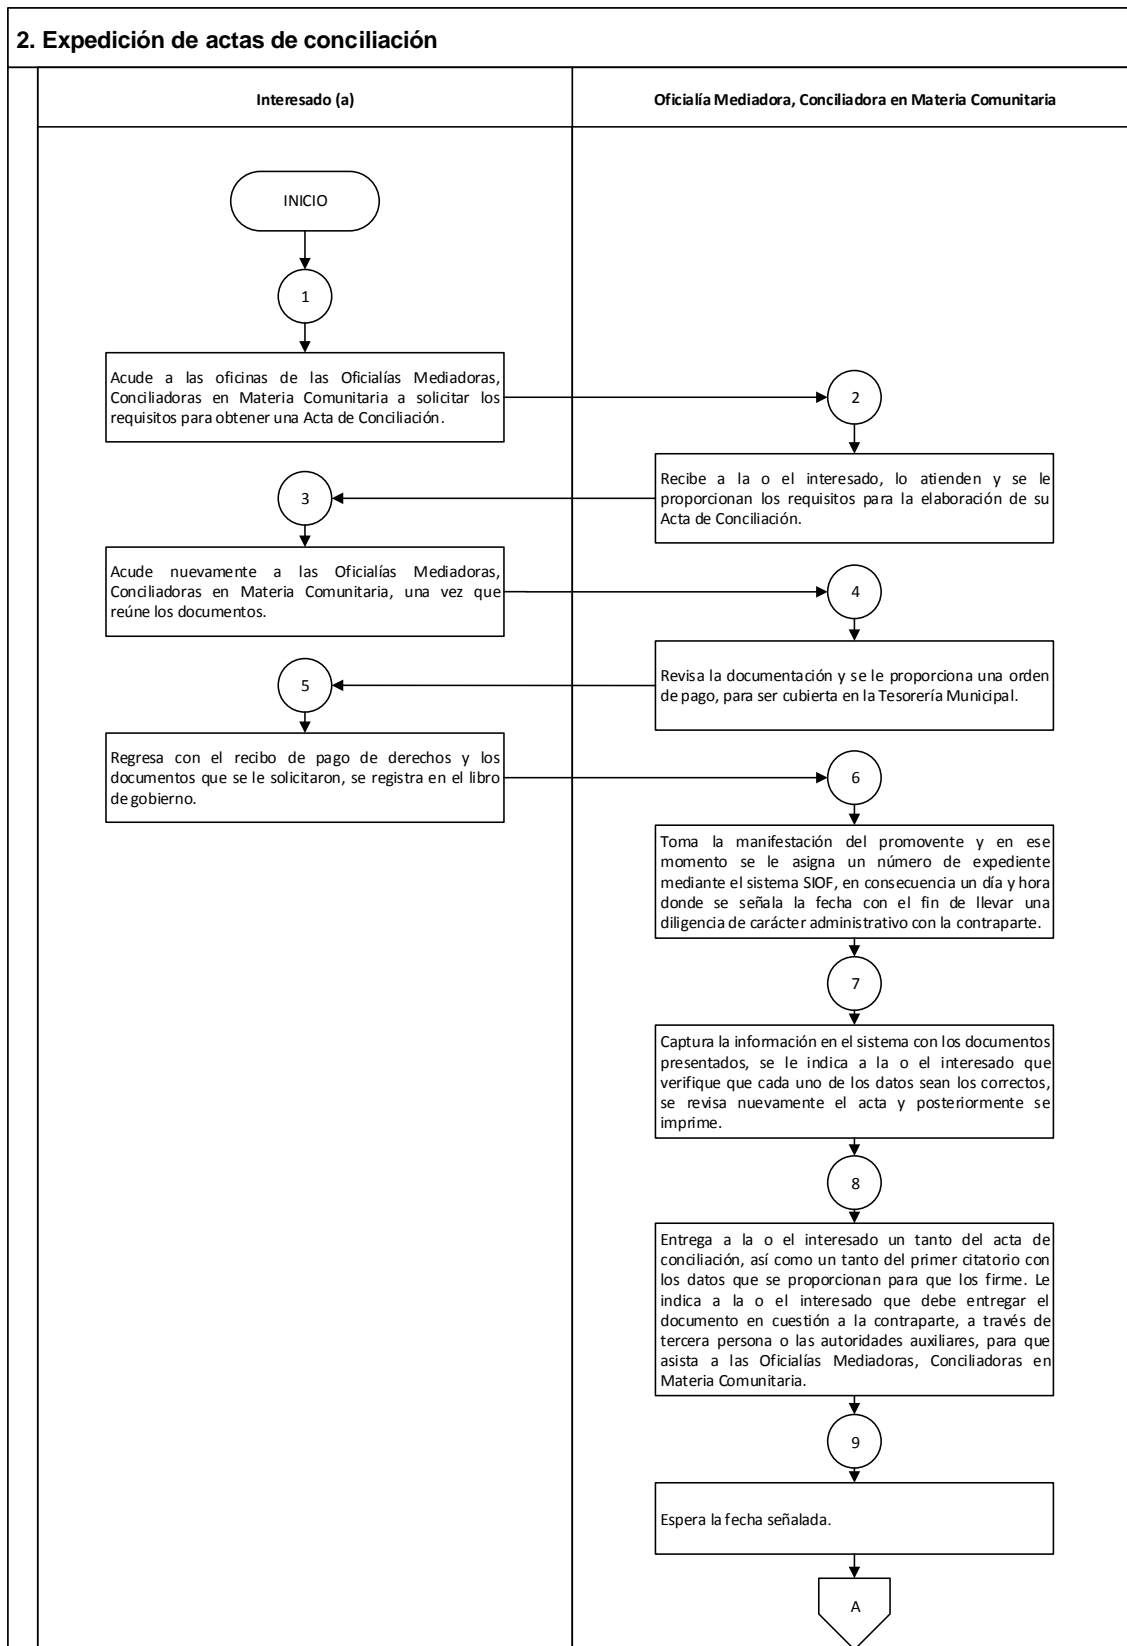 2. Expedición de actas de conciliación
Interesado (a)
Oficialía Mediadora, Conciliadora en Materia Comunitaria
INICIO
1
Acude a las oficinas de las Oficialías Mediadoras,
Conciliadoras en Materia Comunitaria a solicitar los
requisitos para obtener una Acta de Conciliación.
2
Recibe a la o el interesado, lo atienden y se le
proporcionan los requisitos para la elaboración de su
Acta de Conciliación.
3
Acude nuevamente a las Oficialías Mediadoras,
Conciliadoras en Materia Comunitaria, una vez que
reúne los documentos.
4
Revisa la documentación y se le proporciona una orden
de pago, para ser cubierta en la Tesorería Municipal.
5
Regresa con el recibo de pago de derechos y los
documentos que se le solicitaron, se registra en el libro
de gobierno.
6
Toma la manifestación del promovente y en ese
momento se le asigna un número de expediente
mediante el sistema SIOF, en consecuencia un día y hora
donde se señala la fecha con el fin de llevar una
diligencia de carácter administrativo con la contraparte.
7
Captura la información en el sistema con los documentos
presentados, se le indica a la o el interesado que
verifique que cada uno de los datos sean los correctos,
se revisa nuevamente el acta y posteriormente se
imprime.
8
Entrega a la o el interesado un tanto del acta de
conciliación, así como un tanto del primer citatorio con
los datos que se proporcionan para que los firme. Le
indica a la o el interesado que debe entregar el
documento en cuestión a la contraparte, a través de
tercera persona o las autoridades auxiliares, para que
asista a las Oficialías Mediadoras, Conciliadoras en
Materia Comunitaria.
9
Espera la fecha señalada.
A